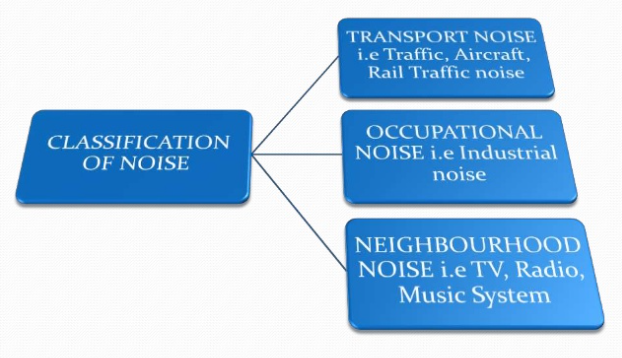 CLASSIFICATION
OF NOISE
TRANSPORT NOISE
i.e Traffic, Aircraft,
Rail Traffic noise
OCCUPATIONAL
NOISE i.e Industrial
noise
NEIGHBOURHOOD
NOISE i.e TV, Radio,
Music System